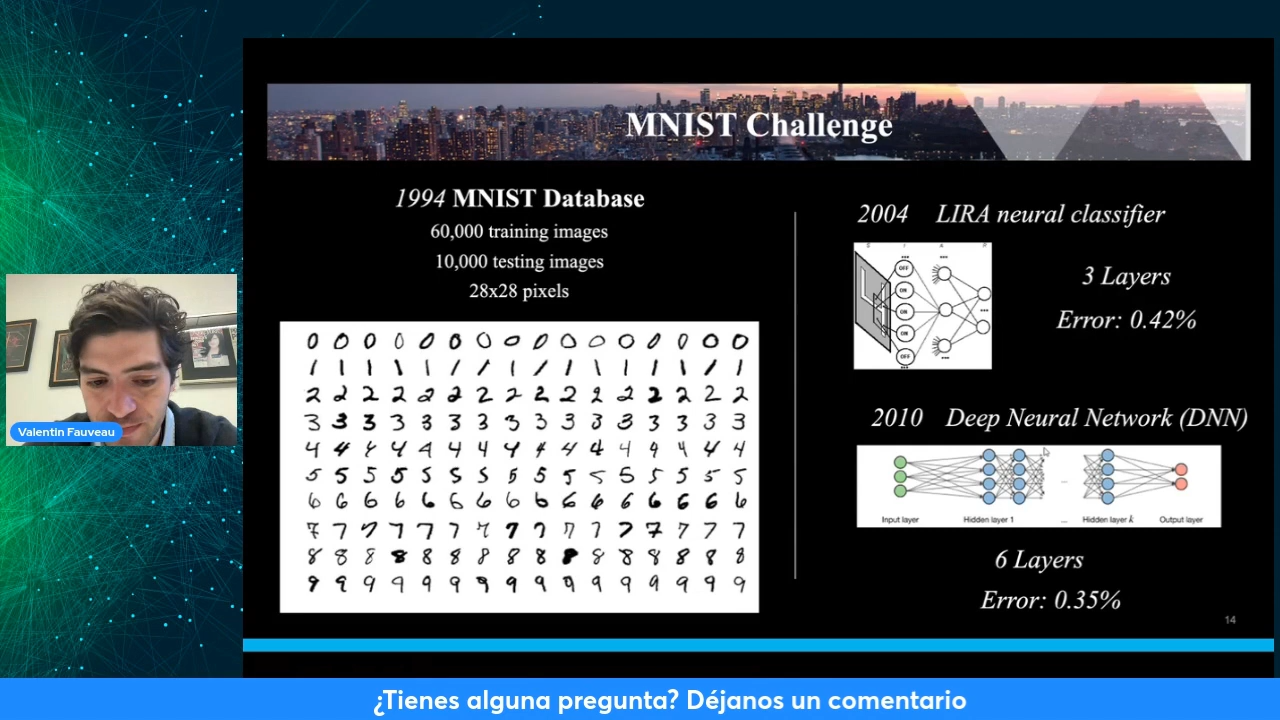 MNIST Challenge
1994 MNIST Database
60,000 training images
10,000 testing images
28x28 pixels
0 0 0 0 0 0 0 0 0 0 0 0 0 0 0 0
1 1 1 1 1 1 1 1 1 1 1 1 1 1 1 1
2 2 2 2 2 2 2 2 2 2 2 2 2 2 2 2
3 3 3 3 3 3 3 3 3 3 3 3 3 3 3 3
4 4 4 4 4 4 4 4 4 4 4 4 4 4 4 4
5 5 5 5 5 5 5 5 5 5 5 5 5 5 5 5
6 6 6 6 6 6 6 6 6 6 6 6 6 6 6 6
7 7 7 7 7 7 7 7 7 7 7 7 7 7 7 7
8 8 8 8 8 8 8 8 8 8 8 8 8 8 8 8
9 9 9 9 9 9 9 9 9 9 9 9 9 9 9 9
2004 LIRA neural classifier
OFF
ON
ON
ON
OFF
3 Layers
Error: 0.42%
2010 Deep Neural Network (DNN)
Input layer Hidden layer 1 ... Hidden layer k Output layer
6 Layers
Error: 0.35%
14
Valentin Fauveau
¿Tienes alguna pregunta? Déjanos un comentario